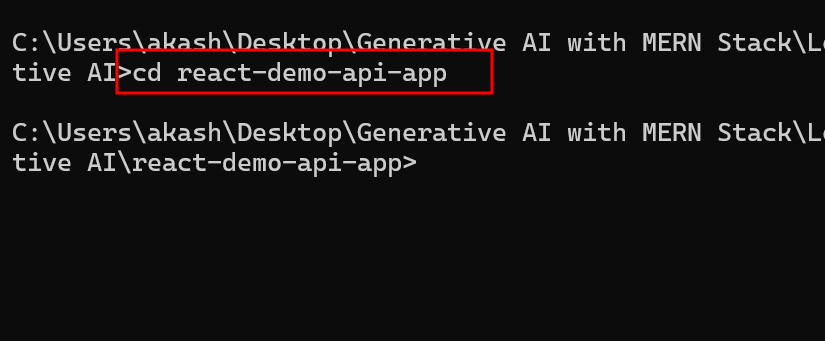 C:\Users\akash\Desktop\Generative AI with MERN Stack\L
tive AI>cd react-demo-api-app
C:\Users\akash\Desktop\Generative AI with MERN Stack\L
tive AI\react-demo-api-app>